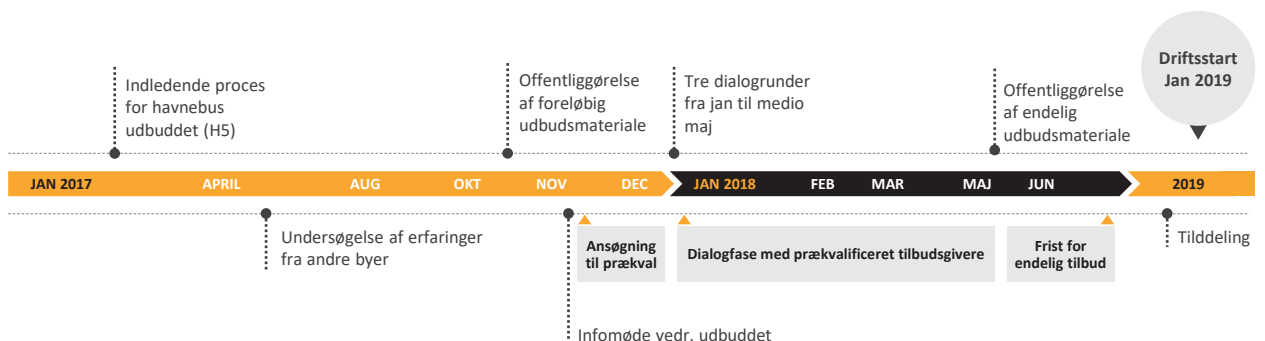 Driftsstart
Jan 2019
Indledende proces
for havnebus
udbuddet (H5)
Offentliggørelse
af foreløbig
udbudsmateriale
Tre dialogrunder
fra jan til medio
maj
Offentliggørelse
af endelig
udbudsmateriale
JAN 2017 APRIL AUG OKT NOV DEC JAN 2018 FEB MAR MAJ JUN 2019
Undersøgelse af erfaringer
fra andre byer
Ansøgning
til prækval
Dialogfase med prækvalificeret tilbudsgivere
Frist for
endelig tilbud
Tilddeling
Infomøde vedr. udbuddet